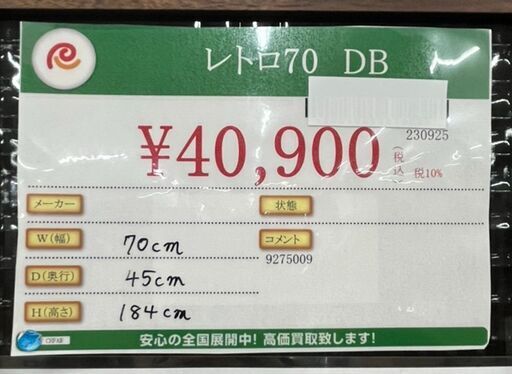 レトロ70 DB
230925
¥40,900 (税込) 税10%
メーカー
状態
W(幅) 70cm
コメント
9275009
D(奥行) 45cm
H(高さ) 184cm
安心の全国展開中! 高価買取致します!